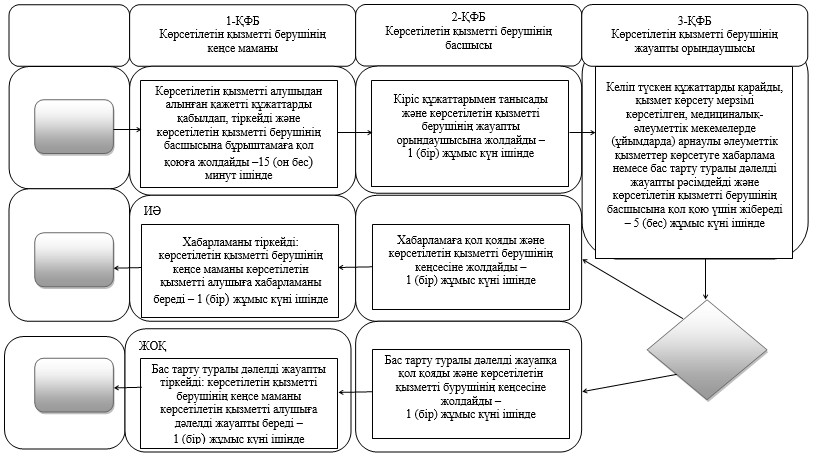 1-ҚФБ
Көрсетілетін қызметті берушінің
кеңсе маманы
2-ҚФБ
Көрсетілетін қызметті берушінің
басшысы
3-ҚФБ
Көрсетілетін қызметті берушінің
жауапты орындаушысы
Көрсетілетін қызметті алушыдан
алынған қажетті құжаттарды
қабылдап, тіркейді және
көрсетілетін қызметті берушінің
басшысына бұрыштамаға қол
қоюға жолдайды –15 (он бес)
минут ішінде
Кіріс құжаттарымен танысады
және көрсетілетін қызметті
берушінің жауапты
орындаушысына жолдайды –
1 (бір) жұмыс күн ішінде
Келіп түскен құжаттарды қарайды,
қызмет көрсету мерзімі
көрсетілген, медициналық-
әлеуметтік мекемелерде
(ұйымдарда) арнаулы әлеуметтік
қызметтер көрсетуге хабарлама
немесе бас тарту туралы дәлелді
жауапты рәсімдейді және
көрсетілетін қызметті берушінің
басшысына қол қою үшін жібереді
– 5 (бес) жұмыс күні ішінде
ИӘ
Хабарламаны тіркейді:
көрсетілетін қызметті берушінің
кеңсе маманы көрсетілетін
қызметті алушыға хабарламаны
береді – 1 (бір) жұмыс күні ішінде
Хабарламаға қол қояды және
көрсетілетін қызметті берушінің
кеңсесіне жолдайды –
1 (бір) жұмыс күні ішінде
ЖОҚ
Бас тарту туралы дәлелді жауапты
тіркейді: көрсетілетін қызметті
берушінің кеңсе маманы
көрсетілетін қызметті алушыға
дәлелді жауапты береді –
1 (бір) жұмыс күні ішінде
Бас тарту туралы дәлелді жауапқа
қол қояды және көрсетілетін
қызметті бурушінің кеңсесіне
жолдайды –
1 (бір) жұмыс күні ішінде